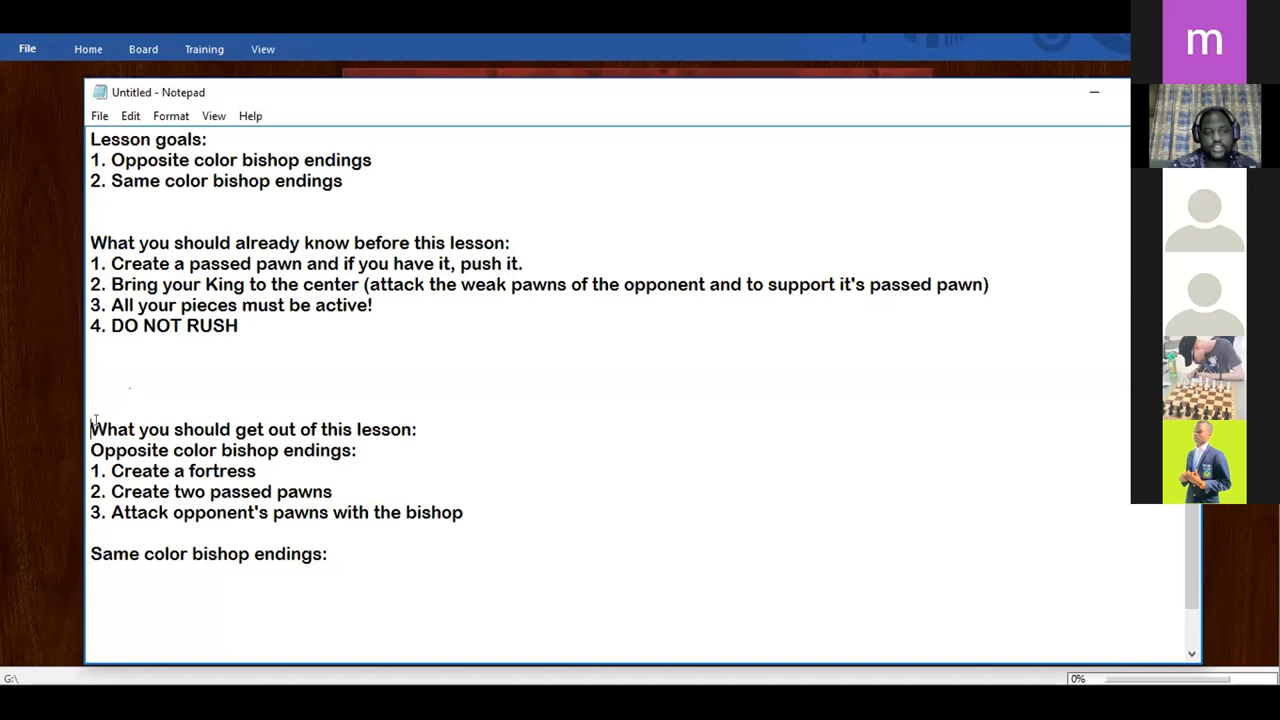 File Home Board Training View
Untitled - Notepad
File Edit Format View Help
Lesson goals:
1. Opposite color bishop endings
2. Same color bishop endings
What you should already know before this lesson:
1. Create a passed pawn and if you have it, push it.
2. Bring your King to the center (attack the weak pawns of the opponent and to support it's passed pawn)
3. All your pieces must be active!
4. DO NOT RUSH
What you should get out of this lesson:
Opposite color bishop endings:
1. Create a fortress
2. Create two passed pawns
3. Attack opponent's pawns with the bishop
Same color bishop endings:
G:\ 0%
m